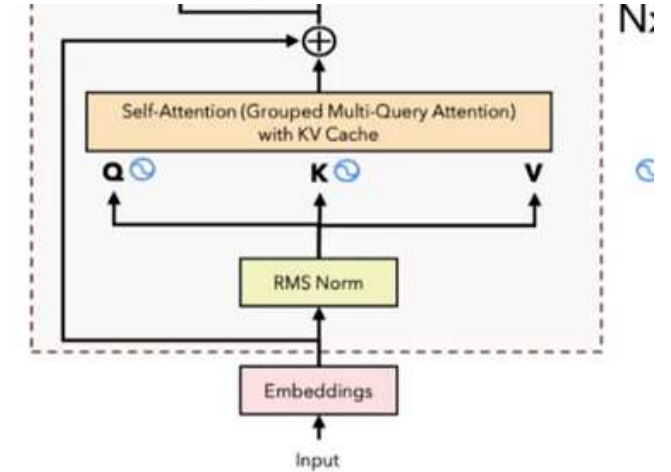 Nx
Self-Attention (Grouped Multi-Query Attention)
with KV Cache
Q K V
RMS Norm
Embeddings
Input